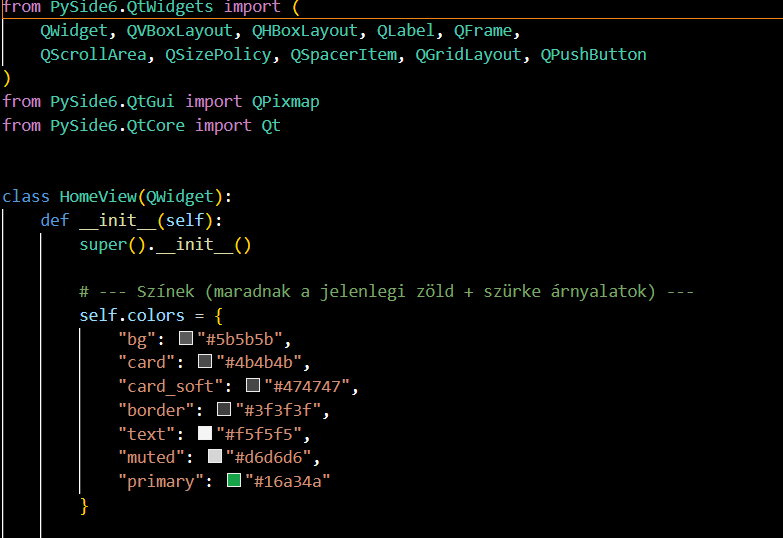 from PySide6.QtWidgets import (
    QWidget, QVBoxLayout, QHBoxLayout, QLabel, QFrame,
    QScrollArea, QSizePolicy, QSpacerItem, QGridLayout, QPushButton
)
from PySide6.QtGui import QPixmap
from PySide6.QtCore import Qt
class HomeView(QWidget):
    def __init__(self):
        super().__init__()
        # --- Színek (maradnak a jelenlegi zöld + szürke árnyalatok) ---
        self.colors = {
            "bg": "#5b5b5b",
            "card": "#4b4b4b",
            "card_soft": "#474747",
            "border": "#3f3f3f",
            "text": "#f5f5f5",
            "muted": "#d6d6d6",
            "primary": "#16a34a"
        }